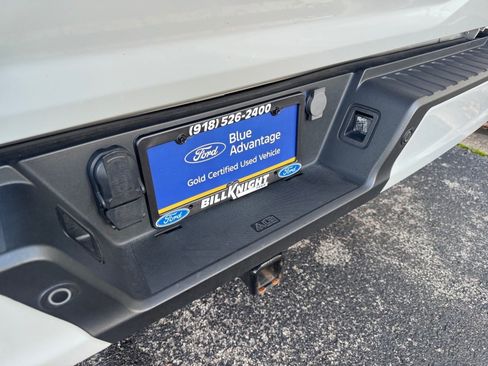 (918) 526-2400
Ford Blue
Advantage
Gold Certified Used Vehicle
Ford BILL KNIGHT Ford